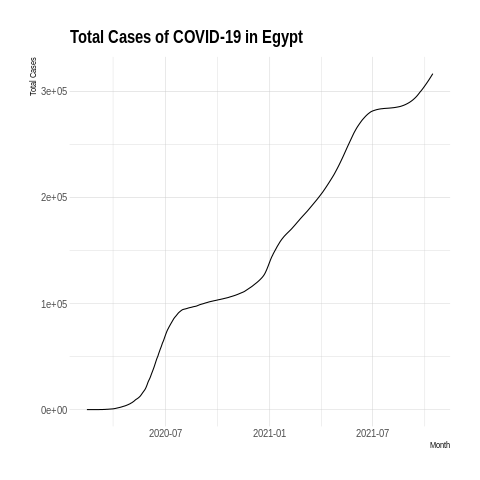 Total Cases of COVID-19 in Egypt
Total Cases
3e+05
2e+05
1e+05
0e+00
2020-07 2021-01 2021-07
Month